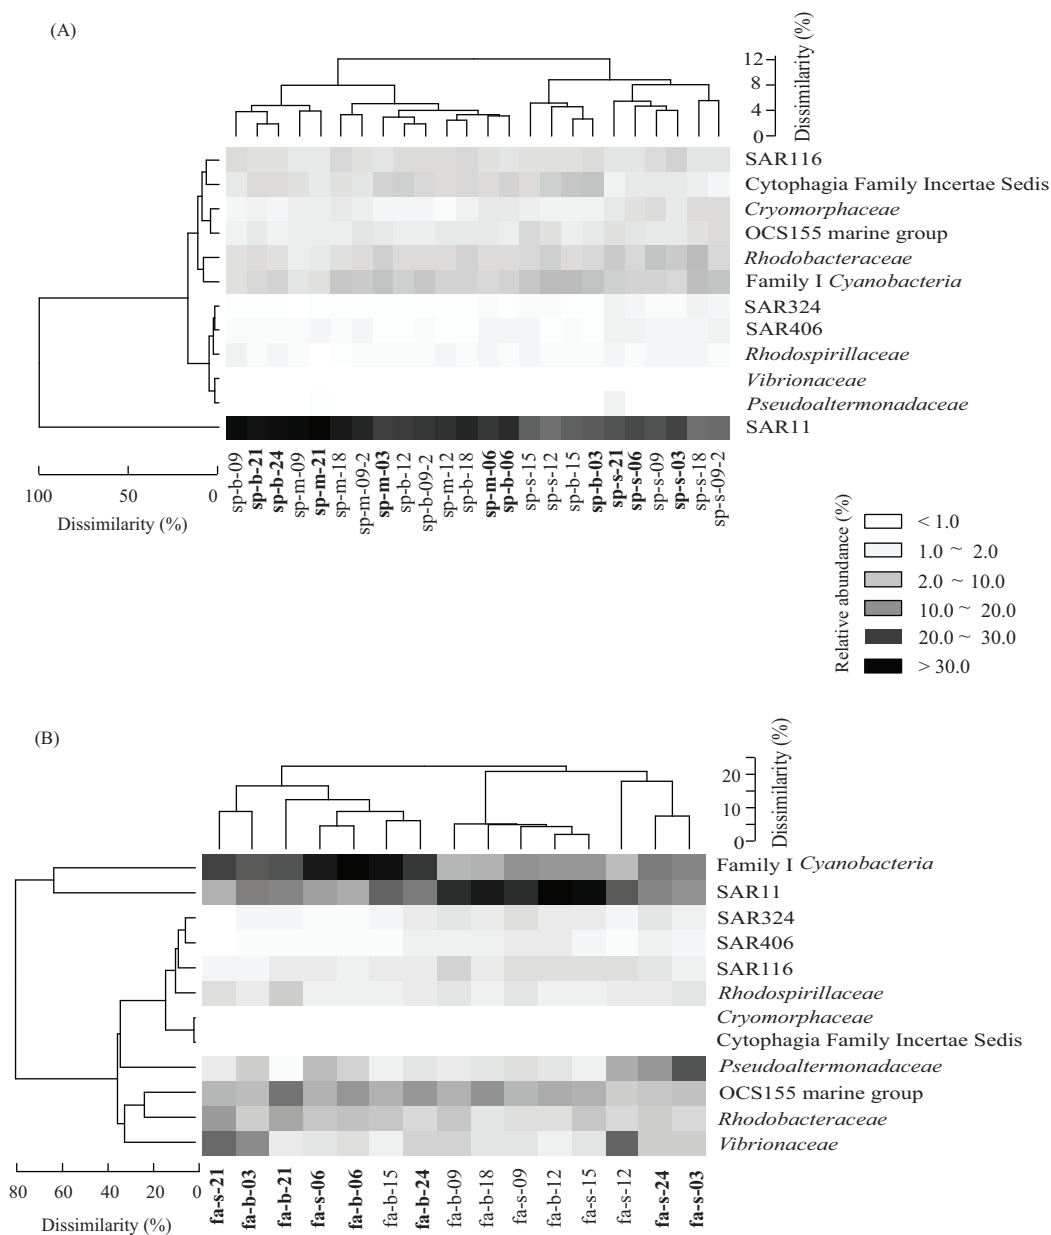 (A)
12
8
4
0
Dissimilarity (%)
SAR116
Cytophagia Family Incertae Sedis
Cryomorphaceae
OCS155 marine group
Rhodobacteraceae
Family I Cyanobacteria
SAR324
SAR406
Rhodospirillaceae
Vibrionaceae
Pseudoaltermonadaceae
SAR11
100 50 0
Dissimilarity (%)
sp-b-09
sp-b-21
sp-b-24
sp-m-09
sp-m-21
sp-m-18
sp-m-09-2
sp-m-03
sp-b-12
sp-b-09-2
sp-m-12
sp-b-18
sp-m-06
sp-b-06
sp-s-15
sp-s-12
sp-b-15
sp-b-03
sp-s-21
sp-s-06
sp-s-09
sp-s-03
sp-s-18
sp-s-09-2
Relative abundance (%)
< 1.0
1.0 ~ 2.0
2.0 ~ 10.0
10.0 ~ 20.0
20.0 ~ 30.0
> 30.0
(B)
20
10
0
Dissimilarity (%)
Family I Cyanobacteria
SAR11
SAR324
SAR406
SAR116
Rhodospirillaceae
Cryomorphaceae
Cytophagia Family Incertae Sedis
Pseudoaltermonadaceae
OCS155 marine group
Rhodobacteraceae
Vibrionaceae
80 60 40 20 0
Dissimilarity (%)
fa-s-21
fa-b-03
fa-b-21
fa-s-06
fa-b-06
fa-b-15
fa-b-24
fa-b-09
fa-b-18
fa-s-09
fa-b-12
fa-s-15
fa-s-12
fa-s-24
fa-s-03